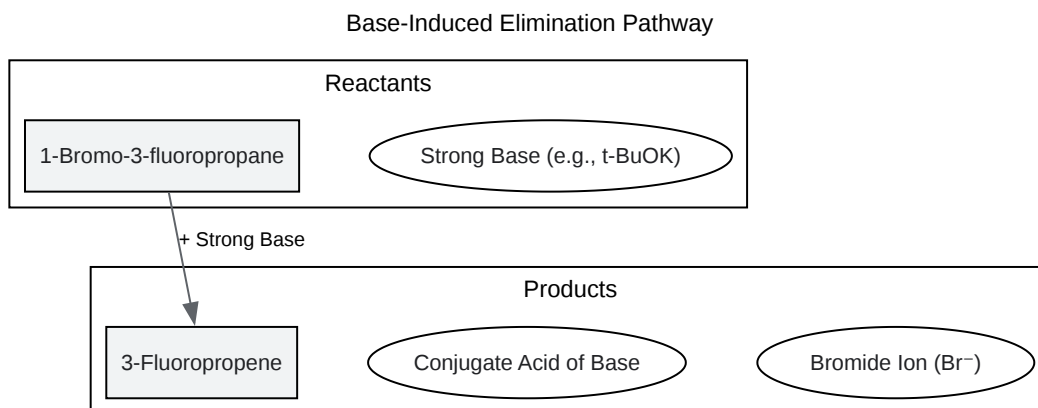 Base-Induced Elimination Pathway
Reactants
1-Bromo-3-fluoropropane
Strong Base (e.g., t-BuOK)
+ Strong Base
Products
3-Fluoropropene
Conjugate Acid of Base
Bromide Ion (Br⁻)